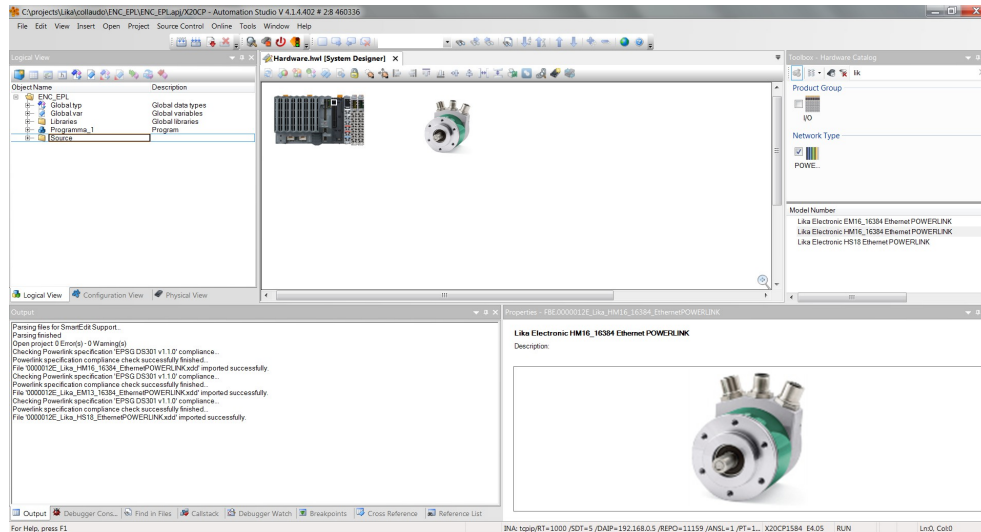 C:\projects\Lika\collaudo\ENC_EPL\ENC_EPL.apj/X20CP - Automation Studio V 4.1.4.402 # 2:8 460336
File Edit View Insert Open Project Source Control Online Tools Window Help
Logical View
Object Name Description
ENC_EPL
Global.typ Global data types
Global.var Global variables
Libraries Global libraries
Programma_1 Program
Source
Logical View Configuration View Physical View
Hardware.hwl [System Designer] X
Toolbox - Hardware Catalog
lik
Product Group
I/O
Network Type
POWE...
Model Number
Lika Electronic EM16_16384 Ethernet POWERLINK
Lika Electronic HM16_16384 Ethernet POWERLINK
Lika Electronic HS18 Ethernet POWERLINK
Output
Parsing files for SmartEdit Support...
Parsing finished
Open project: 0 Error(s) - 0 Warning(s)
Checking Powerlink specification 'EPSG DS301 v1.1.0' compliance...
Powerlink specification compliance check successfully finished...
File '0000012E_Lika_HM16_16384_EthernetPOWERLINK.xdd' imported successfully.
Checking Powerlink specification 'EPSG DS301 v1.1.0' compliance...
Powerlink specification compliance check successfully finished...
File '0000012E_Lika_EM13_16384_EthernetPOWERLINK.xdd' imported successfully.
Checking Powerlink specification 'EPSG DS301 v1.1.0' compliance...
Powerlink specification compliance check successfully finished...
File '0000012E_Lika_HS18_EthernetPOWERLINK.xdd' imported successfully.
Output Debugger Cons... Find in Files Callstack Debugger Watch Breakpoints Cross Reference Reference List
Properties - FBE.0000012E_Lika_HM16_16384_EthernetPOWERLINK
Lika Electronic HM16_16384 Ethernet POWERLINK
Description:
For Help, press F1
INA: tcpip/RT=1000 /SDT=5 /DAIP=192.168.0.5 /REPO=11159 /ANSL=1 /PT=1... X20CP1584 E4.05 RUN Ln:0, Col:0